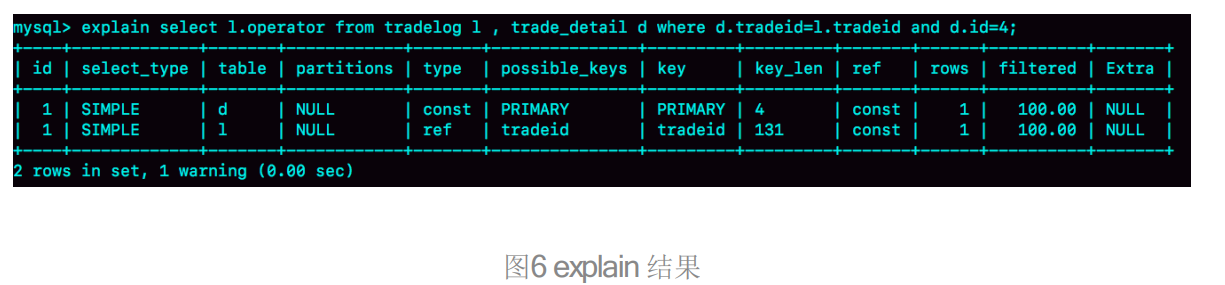 mysql> explain select l.operator from tradelog l , trade_detail d where d.tradeid=l.tradeid and d.id=4;
+----+-------------+-------+------------+-------+---------------+---------+---------+-------+------+----------+-------+
| id | select_type | table | partitions | type | possible_keys | key | key_len | ref | rows | filtered | Extra |
+----+-------------+-------+------------+-------+---------------+---------+---------+-------+------+----------+-------+
| 1 | SIMPLE | d | NULL | const | PRIMARY | PRIMARY | 4 | const | 1 | 100.00 | NULL |
| 1 | SIMPLE | l | NULL | ref | tradeid | tradeid | 131 | const | 1 | 100.00 | NULL |
+----+-------------+-------+------------+-------+---------------+---------+---------+-------+------+----------+-------+
2 rows in set, 1 warning (0.00 sec)
图6 explain 结果